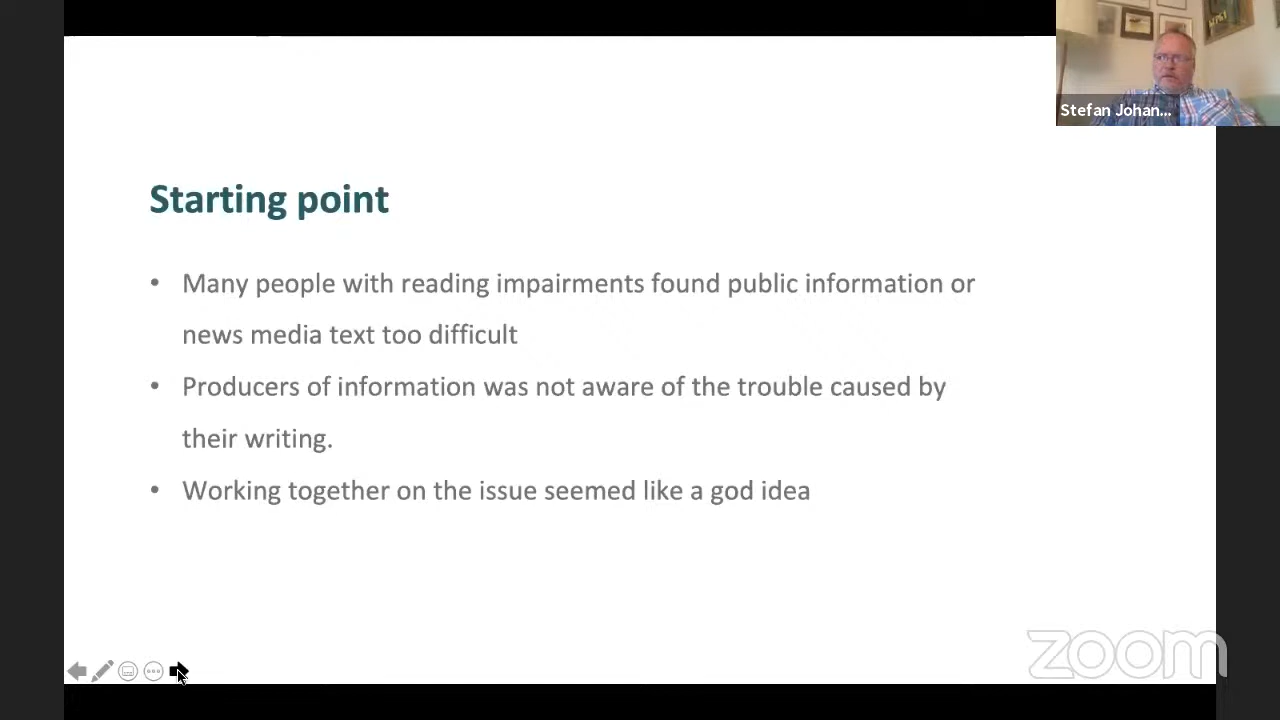 Stefan Johan...
Starting point
• Many people with reading impairments found public information or
news media text too difficult
• Producers of information was not aware of the trouble caused by
their writing.
• Working together on the issue seemed like a god idea
zoom